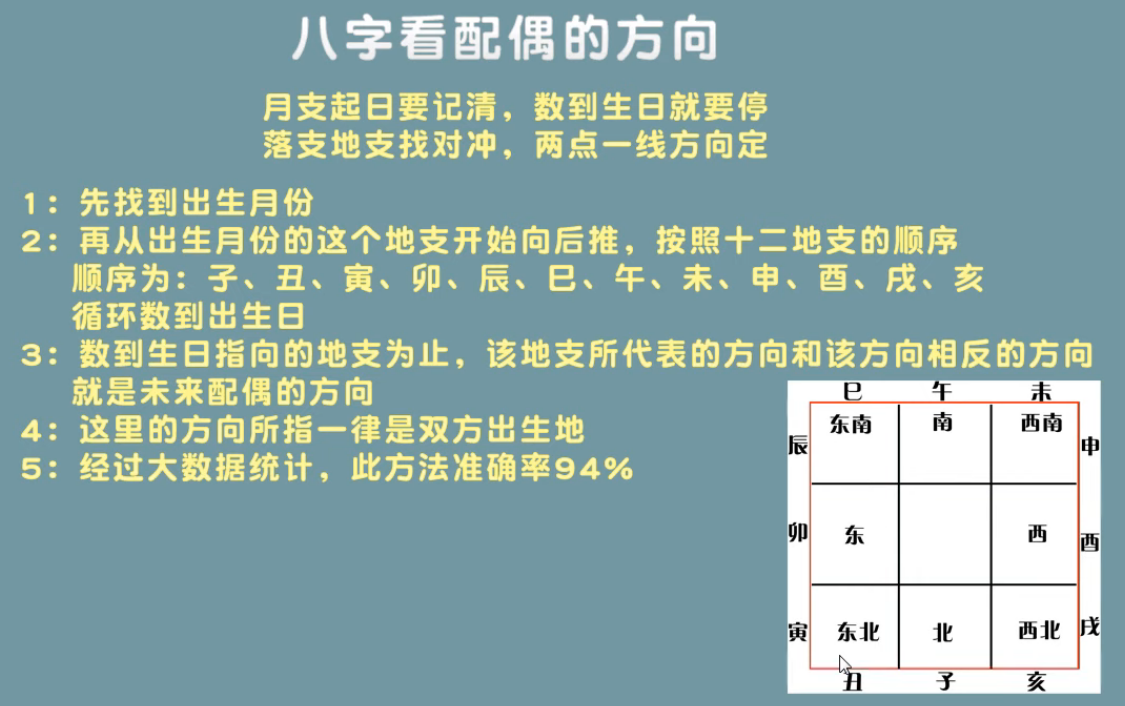 八字看配偶的方向
月支起日要记清，数到生日就要停
落支地支找对冲，两点一线方向定
1：先找到出生月份
2：再从出生月份的这个地支开始向后推，按照十二地支的顺序
顺序为：子、丑、寅、卯、辰、巳、午、未、申、酉、戌、亥
循环数到出生日
3：数到生日指向的地支为止，该地支所代表的方向和该方向相反的方向
就是未来配偶的方向
4：这里的方向所指一律是双方出生地
5：经过大数据统计，此方法准确率94%
巳 午 未
东南 南 西南
辰 申
卯 东 西 酉
寅 东北 北 西北 戌
丑 子 亥